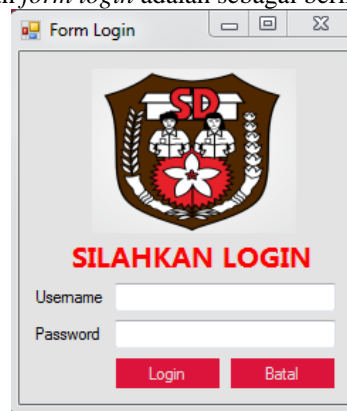 form login adalah sebagai beri
Form Login
SD
SILAHKAN LOGIN
Username
Password
Login Batal